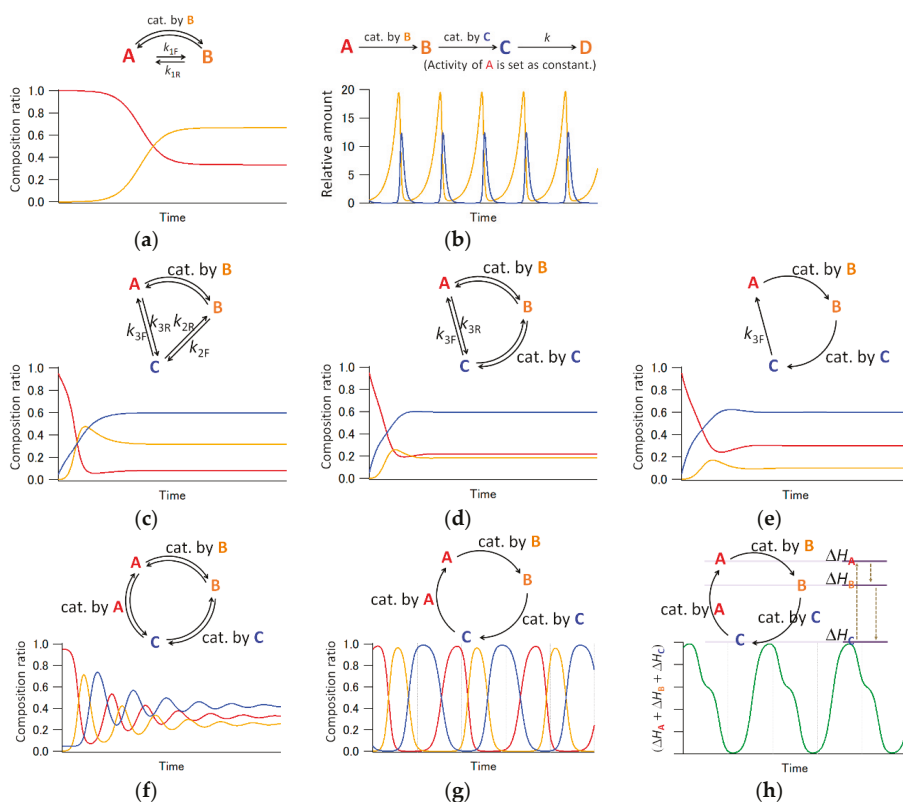 cat. by B
A k1F B
k1R
Composition ratio
1.0
0.8
0.6
0.4
0.2
0.0
Time
(a)
cat. by B cat. by C k
A B C D
(Activity of A is set as constant.)
Relative amount
20
15
10
5
0
Time
(b)
cat. by B
A
B
k3F k3R k2R k2F
C
Composition ratio
1.0
0.8
0.6
0.4
0.2
0.0
Time
(c)
cat. by B
A
B
k3F k3R
C
cat. by C
Composition ratio
1.0
0.8
0.6
0.4
0.2
0.0
Time
(d)
cat. by B
A
B
k3F
C
cat. by C
Composition ratio
1.0
0.8
0.6
0.4
0.2
0.0
Time
(e)
cat. by B
A
B
cat. by A
C
cat. by C
Composition ratio
1.0
0.8
0.6
0.4
0.2
0.0
Time
(f)
cat. by B
A
B
cat. by A
C
cat. by C
Composition ratio
1.0
0.8
0.6
0.4
0.2
0.0
Time
(g)
cat. by B
A ΔHA
B ΔHB
cat. by A
cat. by C
C ΔHC
(ΔHA + ΔHB + ΔHC)
Time
(h)